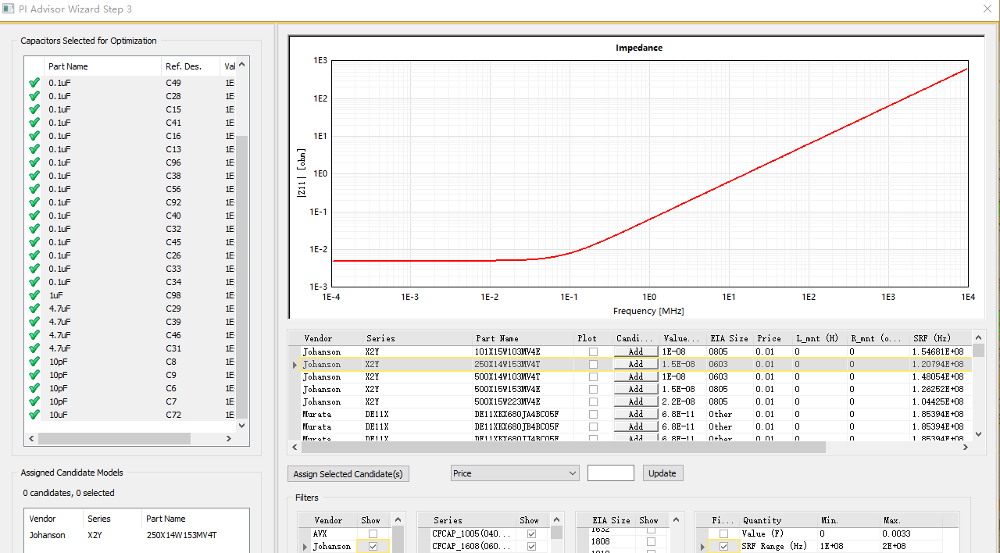 PI Advisor Wizard Step 3
Capacitors Selected for Optimization
Part Name Ref. Des. Val
0.1uF C49 1E
0.1uF C28 1E
0.1uF C15 1E
0.1uF C41 1E
0.1uF C16 1E
0.1uF C13 1E
0.1uF C96 1E
0.1uF C38 1E
0.1uF C56 1E
0.1uF C92 1E
0.1uF C40 1E
0.1uF C32 1E
0.1uF C45 1E
0.1uF C26 1E
0.1uF C33 1E
0.1uF C34 1E
1uF C98 1E
4.7uF C29 1E
4.7uF C39 1E
4.7uF C46 1E
4.7uF C31 1E
10pF C8 1E
10pF C9 1E
10pF C6 1E
10pF C7 1E
10uF C72 1E
Assigned Candidate Models
0 candidates, 0 selected
Vendor Series Part Name
Johanson X2Y 250X14W153MV4T
Impedance
|Z11| [ohm]
1E3
1E2
1E1
1E0
1E-1
1E-2
1E-3
1E-4 1E-3 1E-2 1E-1 1E0 1E1 1E2 1E3 1E4
Frequency [MHz]
Vendor Series Part Name Plot Candi... Value... EIA Size Price L_mnt (H) R_mnt (o... SRF (Hz)
Johanson X2Y 101X15W103MV4E Add 1E-08 0805 0.01 0 0 1.54681E+08
Johanson X2Y 250X14W153MV4T Add 1.5E-08 0603 0.01 0 0 1.20794E+08
Johanson X2Y 500X14W103MV4T Add 1E-08 0603 0.01 0 0 1.48054E+08
Johanson X2Y 500X15W153MV4E Add 1.5E-08 0805 0.01 0 0 1.26252E+08
Johanson X2Y 500X15W223MV4E Add 2.2E-08 0805 0.01 0 0 1.04425E+08
Murata DE11X DE11XKX680JA4BC05F Add 6.8E-11 Other 0.01 0 0 1.85394E+08
Murata DE11X DE11XKX680JB4BC05F Add 6.8E-11 Other 0.01 0 0 1.85394E+08
Murata DE11X Add 6.8E-11 Other 0.01 0 0 1.85394E+08
Assign Selected Candidate(s) Price Update
Filters
Vendor Show Series Show EIA Size Show Fi... Quantity Min. Max.
AVX CFCAP_1005(040... 1632 Value (F) 0 0.0033
Johanson CFCAP_1608(060... 1808 SRF Range (Hz) 1E+08 2E+08